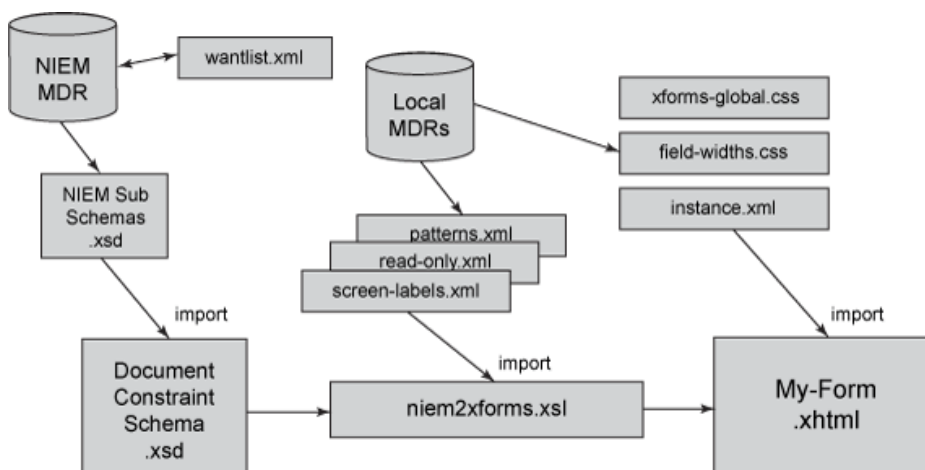 NIEM
MDR
wantlist.xml
Local
MDRs
xforms-global.css
field-widths.css
instance.xml
NIEM Sub
Schemas
.xsd
patterns.xml
read-only.xml
screen-labels.xml
import
import
import
Document
Constraint
Schema
.xsd
niem2xforms.xsl
My-Form
.xhtml